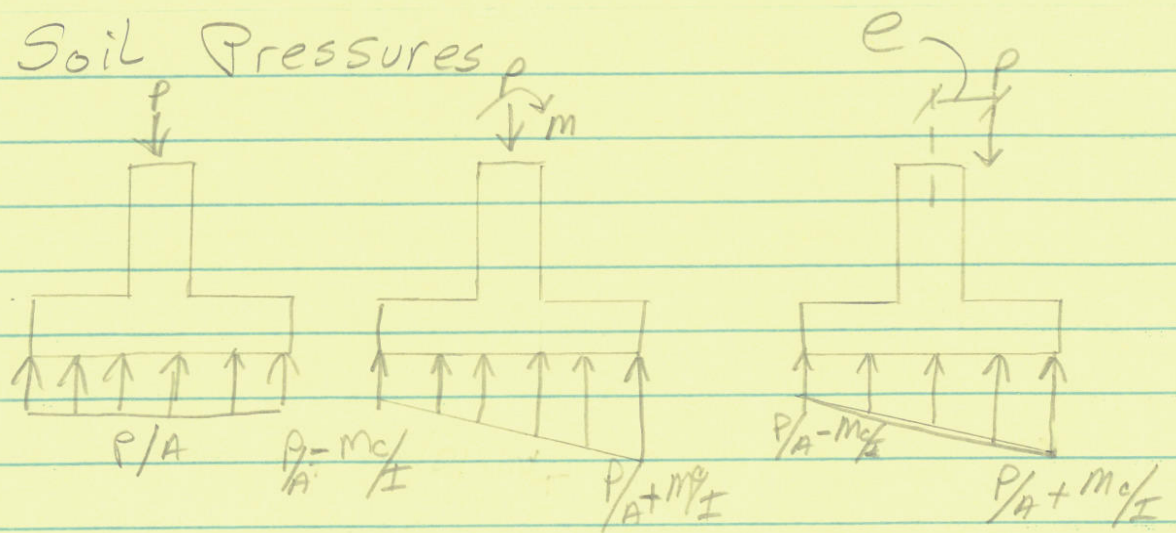 Soil Pressures
e
P
P
P
M
P/A
P/A - Mc/I
P/A + Mc/I
P/A - Mc/I
P/A + Mc/I